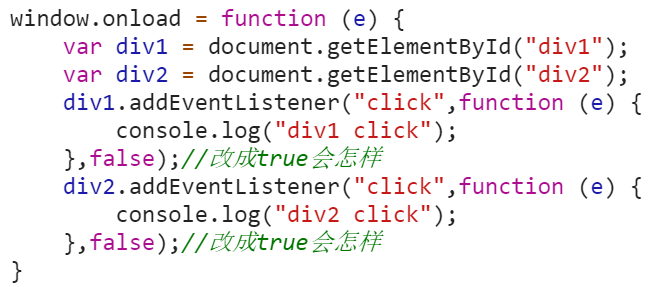 window.onload = function (e) {
    var div1 = document.getElementById("div1");
    var div2 = document.getElementById("div2");
    div1.addEventListener("click",function (e) {
        console.log("div1 click");
    },false);//改成true会怎样
    div2.addEventListener("click",function (e) {
        console.log("div2 click");
    },false);//改成true会怎样
}